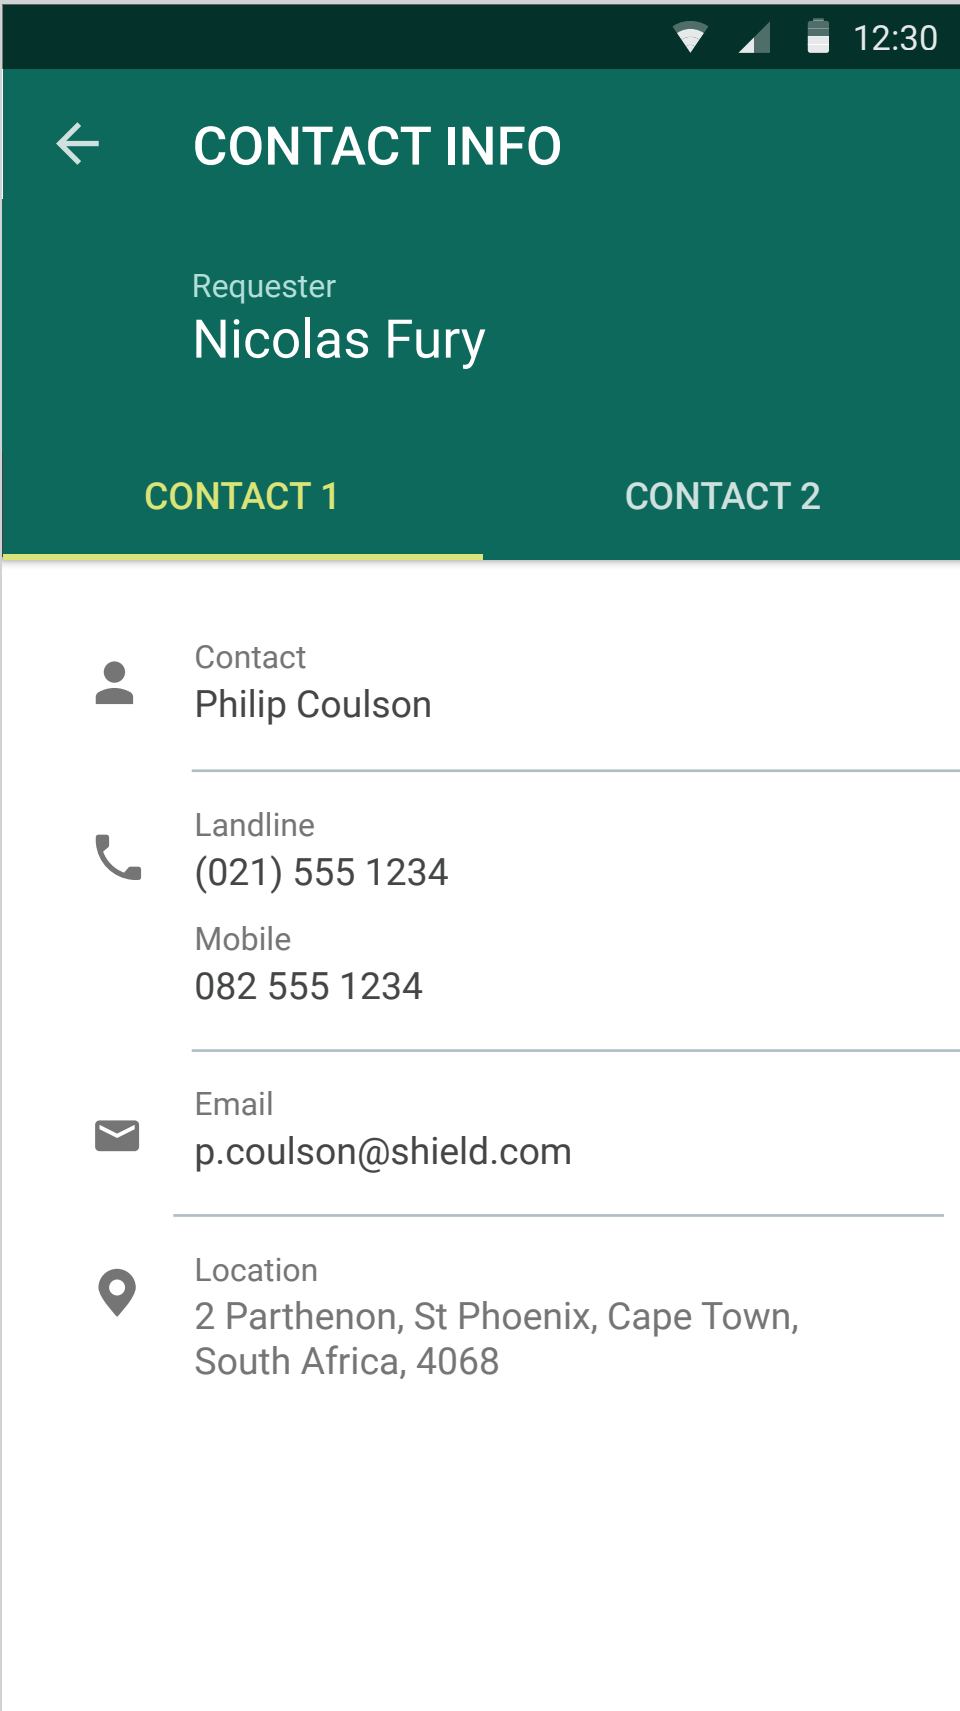 12:30
CONTACT INFO
Requester
Nicolas Fury
CONTACT 1
CONTACT 2
Contact
Philip Coulson
Landline
(021) 555 1234
Mobile
082 555 1234
Email
p.coulson@shield.com
Location
2 Parthenon, St Phoenix, Cape Town,
South Africa, 4068